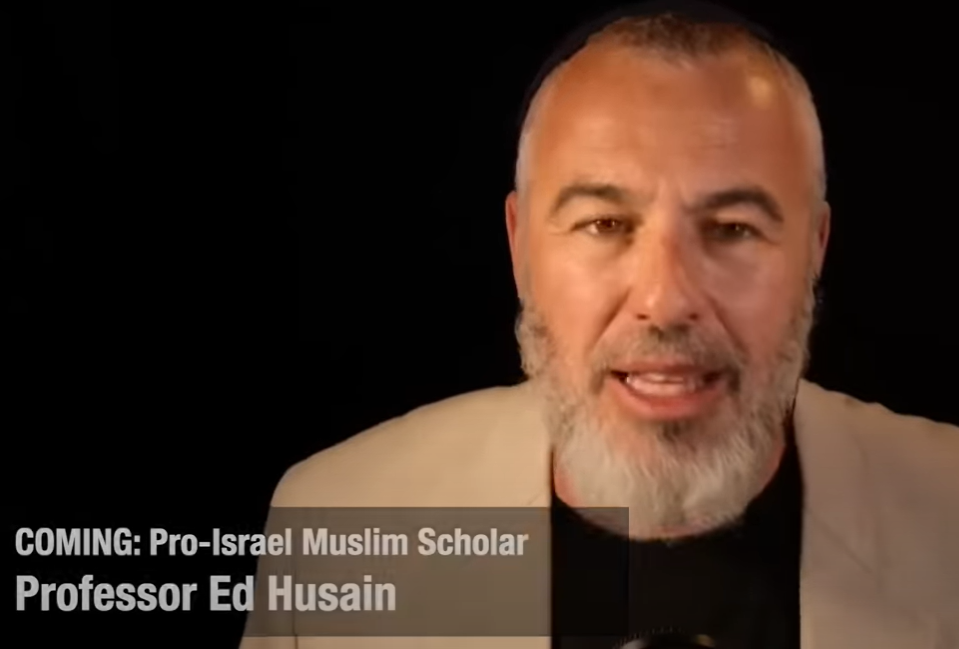 COMING: Pro-Israel Muslim Scholar
Professor Ed Husain